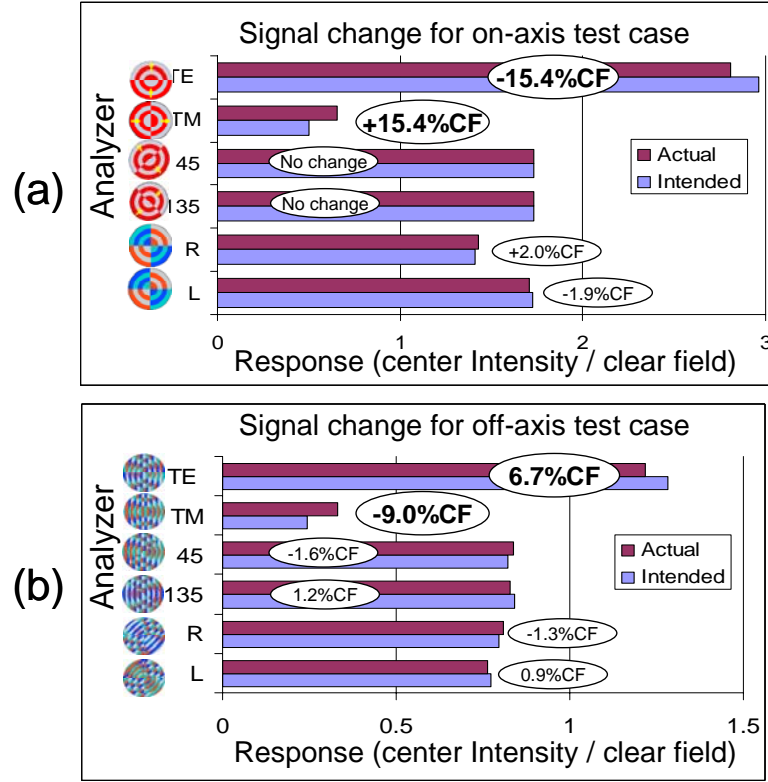 (a)
Signal change for on-axis test case
Analyzer
TE
-15.4%CF
TM
+15.4%CF
45
No change
135
No change
R
+2.0%CF
L
-1.9%CF
Actual
Intended
0 1 2 3
Response (center Intensity / clear field)
(b)
Signal change for off-axis test case
Analyzer
TE
6.7%CF
TM
-9.0%CF
45
-1.6%CF
135
1.2%CF
R
-1.3%CF
L
0.9%CF
Actual
Intended
0 0.5 1 1.5
Response (center Intensity / clear field)